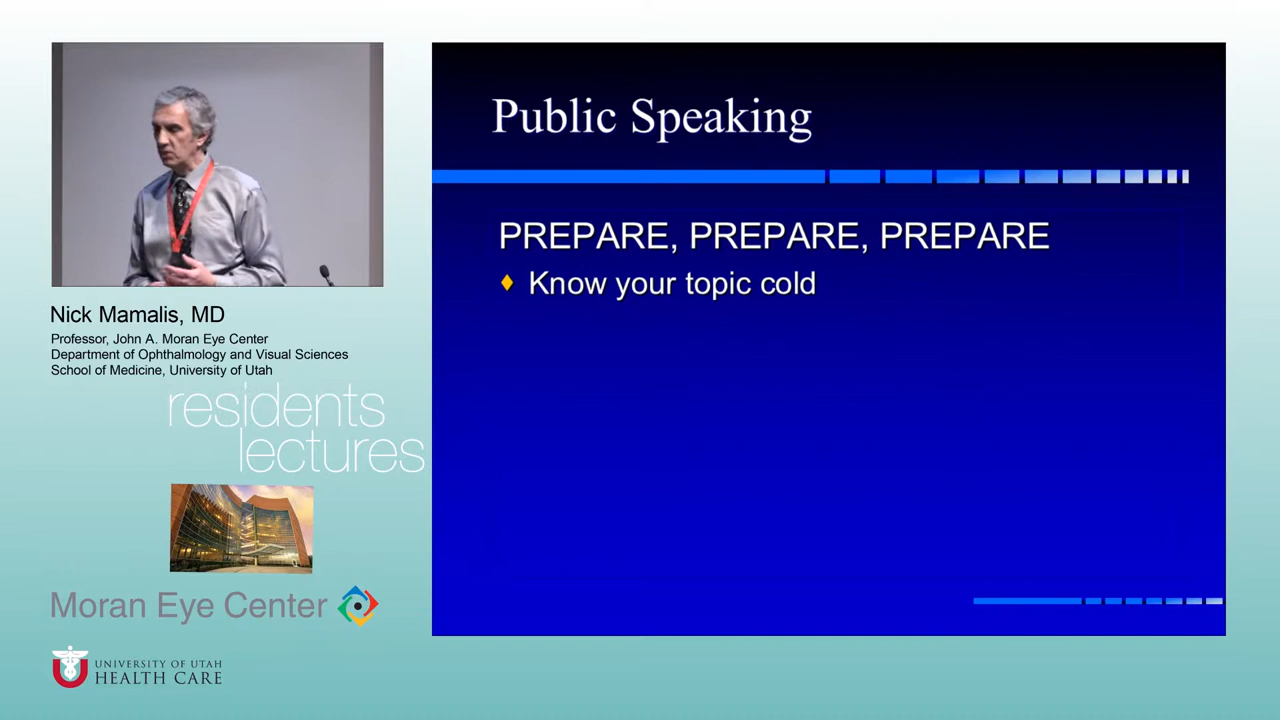 Public Speaking
PREPARE, PREPARE, PREPARE
Know your topic cold
Nick Mamalis, MD
Professor, John A. Moran Eye Center
Department of Ophthalmology and Visual Sciences
School of Medicine, University of Utah
residents
lectures
Moran Eye Center
U
UNIVERSITY OF UTAH
HEALTH CARE